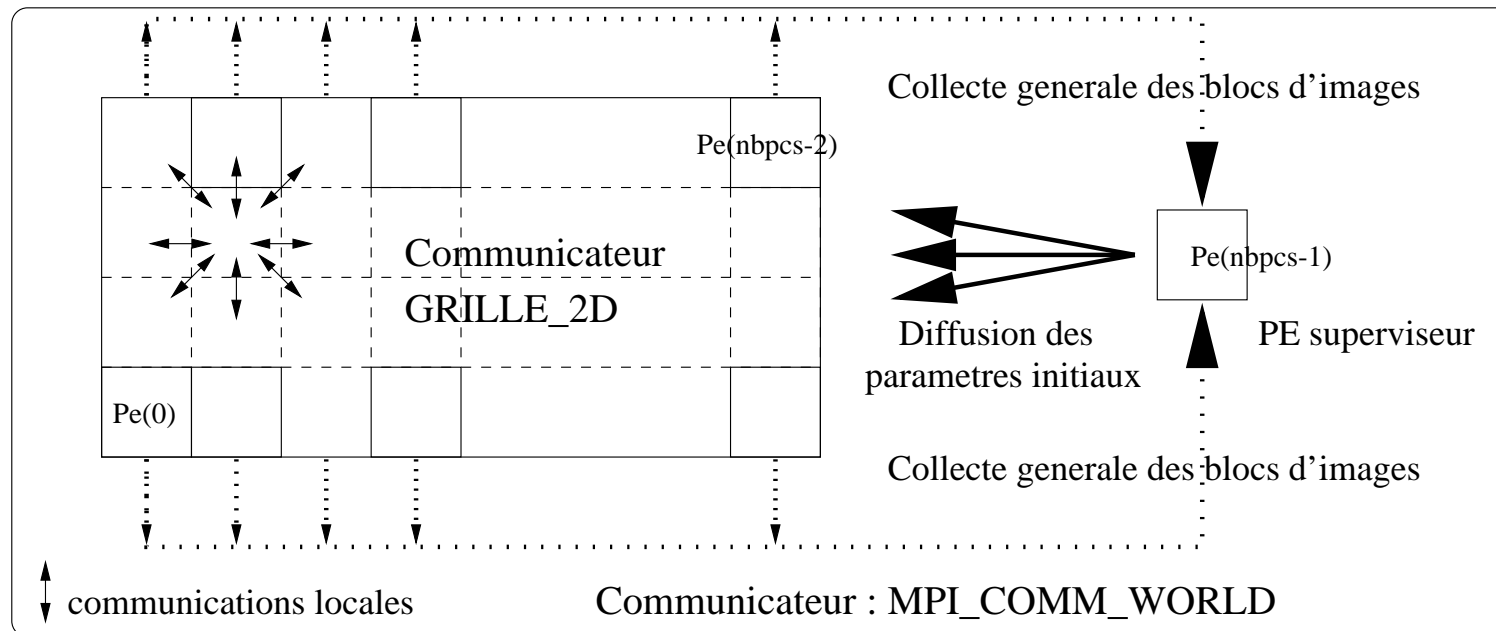 Collecte generale des blocs d'images
Pe(nbpcs-2)
Communicateur
GRILLE_2D
Pe(nbpcs-1)
Diffusion des
parametres initiaux
PE superviseur
Pe(0)
Collecte generale des blocs d'images
communications locales
Communicateur : MPI_COMM_WORLD